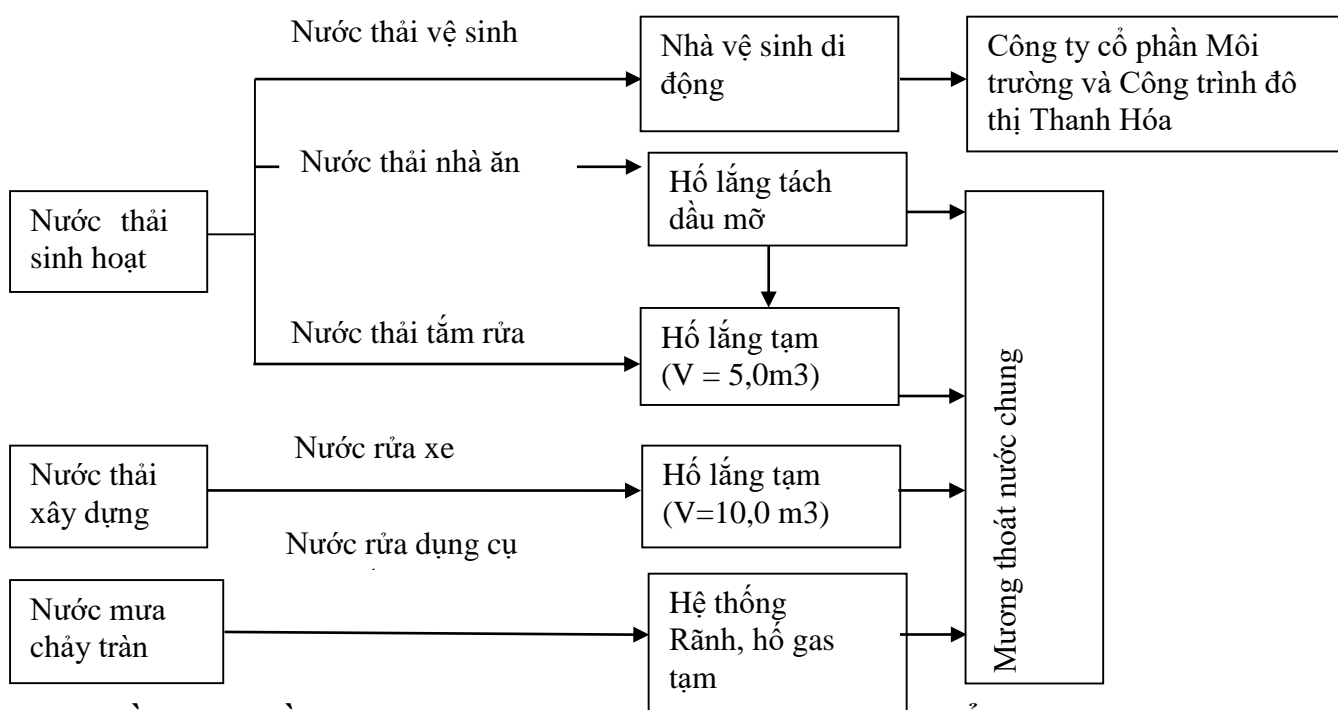 Nước thải vệ sinh
Nhà vệ sinh di
động
Công ty cổ phần Môi
trường và Công trình đô
thị Thanh Hóa
Nước thải nhà ăn
Hố lắng tách
dầu mỡ
Nước thải
sinh hoạt
Nước thải tắm rửa
Hố lắng tạm
(V = 5,0m3)
Mương thoát nước chung
Nước rửa xe
Nước thải
xây dựng
Hố lắng tạm
(V=10,0 m3)
Nước rửa dụng cụ
Nước mưa
chảy tràn
Hệ thống
Rãnh, hố gas
tạm